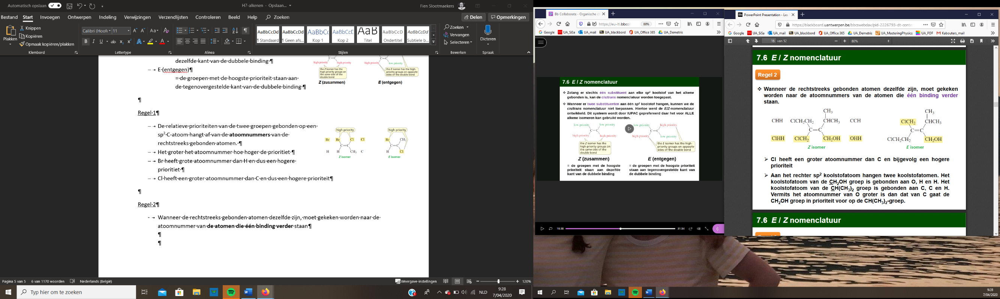 Automatisch opslaan
H7-alkenen - Opslaan...
Fien Slootmaekers
Bestand Start Invoegen Ontwerpen Indeling Verwijzingen Verzendlijsten Controleren Beeld Help Zoeken
Delen Opmerkingen
Plakken
Knippen
Kopiëren
Opmaak kopiëren/plakken
Klembord
Calibri (Hoofd 11
Lettertype
Alinea
AaBbCcDd AaBbCcDd AaBbCc AaBbCcE AaB AaBbCcD AaBbCcDd
¶ Standaard ¶ Geen afs... Kop 1 Kop 2 Titel Ondertitel Subtiele b...
Stijlen
Zoeken
Vervangen
Selecteren
Bewerken
Dicteren
Spraak
dezelfde·kant·van·de·dubbele·binding·¶
E·(entgegen)¶
=·de·groepen·met·de·hoogste·prioriteit·staan·aan·
de·tegenovergestelde·kant·van·de·dubbele·binding·¶
high priority C=C high priority
the Z isomer has the
high-priority groups on
the same side of the
double bond
Z (zusammen)
high priority C=C low priority
the E isomer has the high-
priority groups on opposite
sides of the double bond
E (entgegen)
¶
Regel·1¶
De·relatieve·prioriteiten·van·de·twee·groepen·gebonden·op·een·
sp²·C-atoom·hangt·af·van·de·atoomnummers·van·de·
rechtstreeks·gebonden·atomen.·¶
Het·groter·het·atoomnummer·hoe·hoger·de·prioritiet·¶
Br·heeft·grote·atoomnummer·dan·H·en·dus·een·hogere·
prioritiet·¶
Cl·heeft·een·groter·atoomnummer·dan·C·en·dus·een·hogere·prioriteit¶
high priority
Br Br Cl Cl
C=C
H H CH₃ C
Z isomer
high priority
Br CH₃
C=C
H Cl
E isomer
¶
Regel·2¶
- Wanneer·de·rechtstreeks·gebonden·atomen·dezelfde·zijn,·moet·gekeken·worden·naar·de·
atoomnummer·van·de·atomen·die·één·binding·verder·staan¶
¶
¶
Pagina 5 van 5 6 van 1170 woorden Nederlands (België)
Weergave-instellingen 120%
Typ hier om te zoeken
NLD
9:28
7/04/2020
Bb Collaborate - Organische ch
https://eu-lti.bbcol 80%
Google UA_SiSa UA_mail UA_blackbord UA_Office 365 UA_Demetris
7.6 E / Z nomenclatuur
Zolang er slechts één substituent aan elke sp² koolstof van het alkene
gebonden is, kan de cis/trans nomenclatuur worden toegepast.
Wanneer er twee substituenten aan één sp² koolstof hangen, kunnen we de
cis/trans nomenclatuur niet toepassen. Hiertoe werd de E/Z-nomenclatuur
ontwikkeld. Dit systeem wordt door IUPAC geprefereerd daar het voor ALLE
alkene isomeren kan gebruikt worden.
low priority low priority
C=C
high priority high priority
the Z isomer has the
high-priority groups on
the same side of the
double bond
Z (zusammen)
= de groepen met de hoogste
prioriteit staan aan dezelfde
kant van de dubbele binding
low priority high priority
C=C
high priority low priority
the E isomer has the high-
priority groups on opposite
sides of the double bond
E (entgegen)
= de groepen met de hoogste prioriteit
staan aan tegenovergestelde kant van
de dubbele binding
15:38 31:34
PowerPoint Presentation - Les
https://blackboard.uantwerpen.be/bbcswebdav/pid-2226793-dt-conte
Google UA_SiSa UA_mail UA_blackbord UA_Office 365 UA_Demetris UA_MasteringPhysics UA_PDF Kabouters_mail
16 van 52 80%
7.6 E / Z nomenclatuur
Regel 2
Wanneer de rechtstreeks gebonden atomen dezelfde zijn, moet gekeken
worden naar de atoomnummers van de atomen die één binding verder
staan.
CH₃
CHH ClCH₂CH₂ CHCH₃ CCH
C=C
ClHH ClCH₂ CH₂OH OHH
Z isomer
CH₃
ClCH₂ CHCH₃
C=C
ClCH₂CH₂ CH₂OH
E isomer
Cl heeft een groter atoomnummer dan C en bijgevolg een hogere
prioriteit
Aan het rechter sp² koolstofatoom hangen twee koolstofatomen. Het
koolstofatoom van de CH₂OH groep is gebonden aan O, H en H. Het
koolstofatoom van de CH(CH₃)₂ groep is gebonden aan C, C en H.
Vermits het atoomnummer van O groter is dan dat van C gaat de
CH₂OH groep in prioriteit voor op de CH(CH₃)₂-groep.
7.6 E / Z nomenclatuur
9:28
7/04/2020